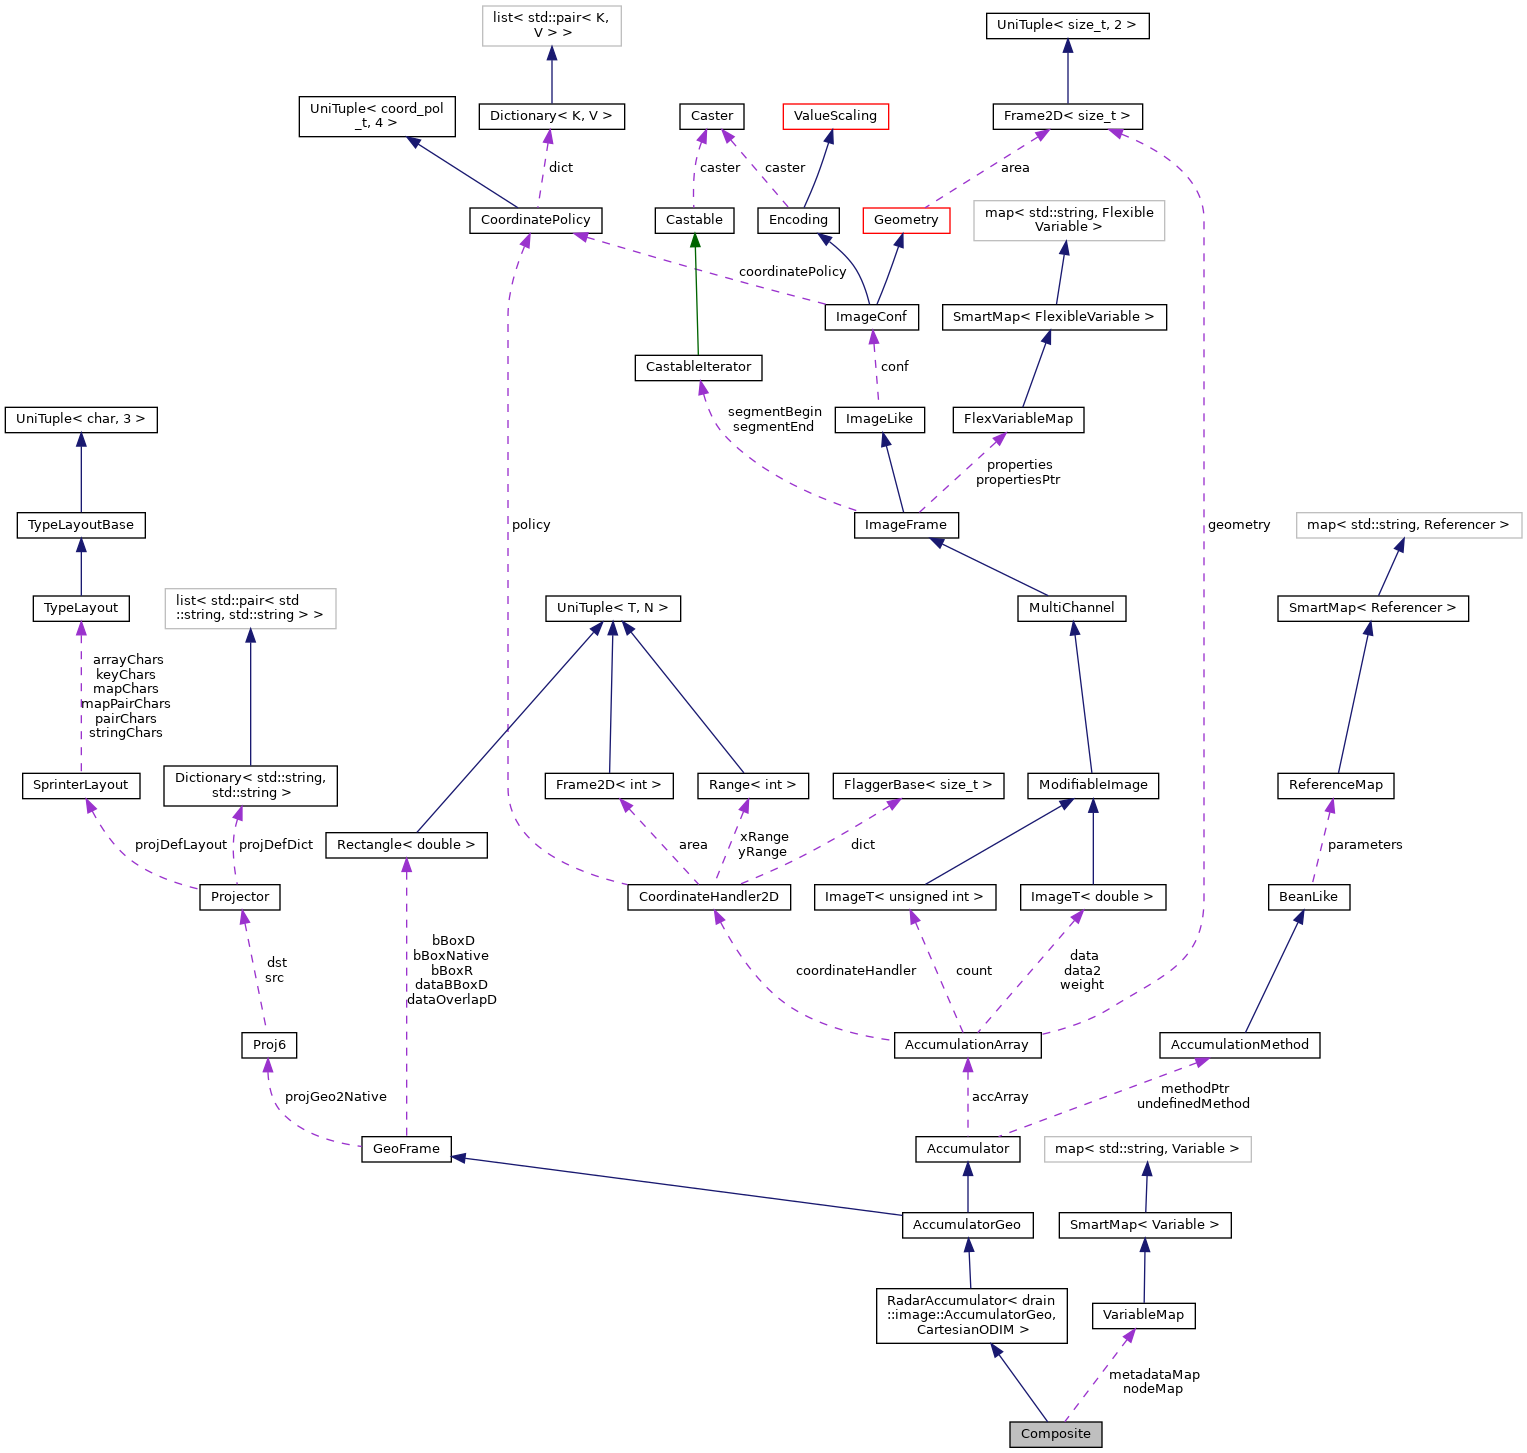 list< std::pair< K,
V > >
UniTuple< size_t, 2 >
UniTuple< coord_pol
_t, 4 >
Dictionary< K, V >
Caster
ValueScaling
Frame2D< size_t >
dict
caster
caster
area
CoordinatePolicy
Castable
Encoding
Geometry
map< std::string, Flexible
Variable >
coordinatePolicy
ImageConf
SmartMap< FlexibleVariable >
CastableIterator
conf
UniTuple< char, 3 >
segmentBegin
segmentEnd
ImageLike
FlexVariableMap
properties
propertiesPtr
TypeLayoutBase
policy
ImageFrame
geometry
map< std::string, Referencer >
TypeLayout
list< std::pair< std
::string, std::string > >
UniTuple< T, N >
MultiChannel
SmartMap< Referencer >
arrayChars
keyChars
mapChars
mapPairChars
pairChars
stringChars
SprinterLayout
Dictionary< std::string,
std::string >
Frame2D< int >
Range< int >
FlaggerBase< size_t >
ModifiableImage
ReferenceMap
projDefLayout
projDefDict
Rectangle< double >
area
xRange
yRange
dict
parameters
Projector
CoordinateHandler2D
ImageT< unsigned int >
ImageT< double >
BeanLike
dst
src
bBoxD
bBoxNative
bBoxR
dataBBoxD
dataOverlapD
coordinateHandler
count
data
data2
weight
Proj6
AccumulationArray
AccumulationMethod
projGeo2Native
accArray
methodPtr
undefinedMethod
GeoFrame
Accumulator
map< std::string, Variable >
AccumulatorGeo
SmartMap< Variable >
RadarAccumulator< drain
::image::AccumulatorGeo,
CartesianODIM >
VariableMap
metadataMap
nodeMap
Composite